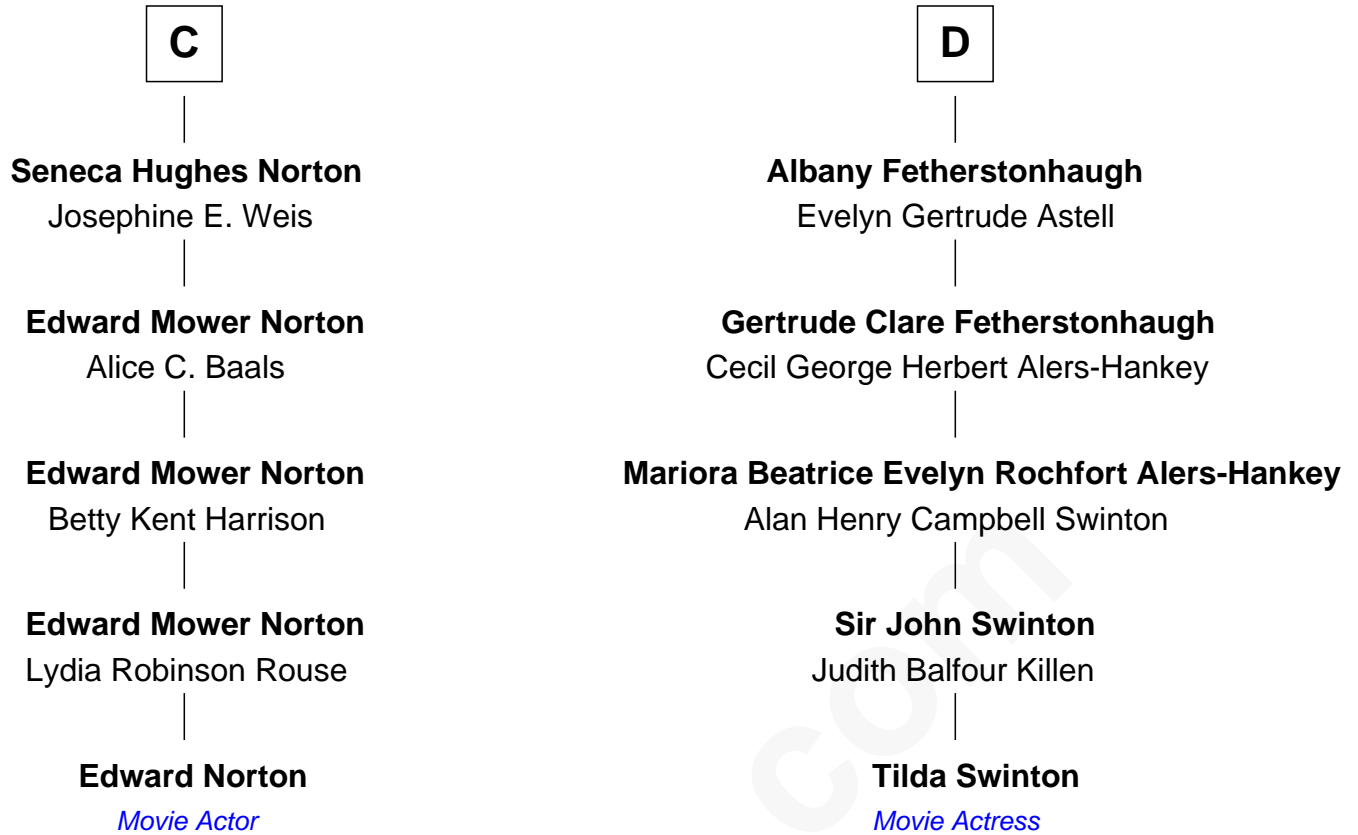 C
Seneca Hughes Norton
Josephine E. Weis
Edward Mower Norton
Alice C. Baals
Edward Mower Norton
Betty Kent Harrison
Edward Mower Norton
Lydia Robinson Rouse
Edward Norton
Movie Actor
D
Albany Fetherstonhaugh
Evelyn Gertrude Astell
Gertrude Clare Fetherstonhaugh
Cecil George Herbert Alers-Hankey
Mariora Beatrice Evelyn Rochfort Alers-Hankey
Alan Henry Campbell Swinton
Sir John Swinton
Judith Balfour Killen
Tilda Swinton
Movie Actress
com